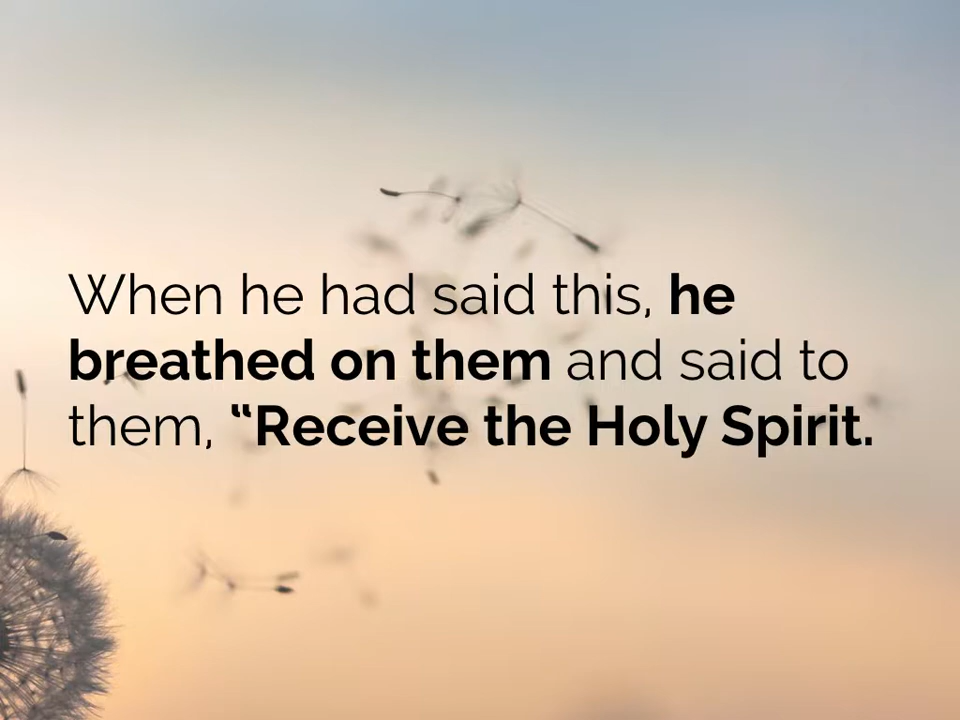 When he had said this, he
breathed on them and said to
them, “Receive the Holy Spirit.